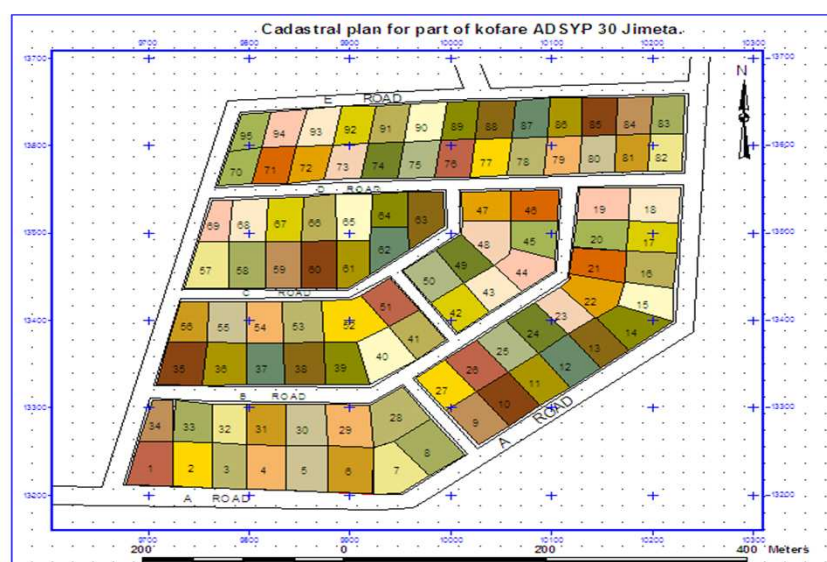 Cadastral plan for part of kofare ADSYP 30 Jimeta.
9700 9800 9900 10000 10100 10200 10300
13700 13700
N
E ROAD
95 94 93 92 91 90 89 88 87 86 85 84 83
13600 13600
70 71 72 73 74 75 76 77 78 79 80 81 82
D ROAD
69 68 67 66 65 64 63 47 46 19 18
13500 13500
48 45 20 17
57 58 59 60 61 62 50 49 44 21 16
C ROAD
51 42 43 22 15
13400 13400
56 55 54 53 52 41 23 14
35 36 37 38 39 40 25 24 13
26 12
27 11
B ROAD
10
13300 13300
34 33 32 31 30 29 28 9 A ROAD
1 2 3 4 5 6 7 8
13200 13200
A ROAD
9700 9800 9900 10000 10100 10200 10300
200 0 200 400 Meters